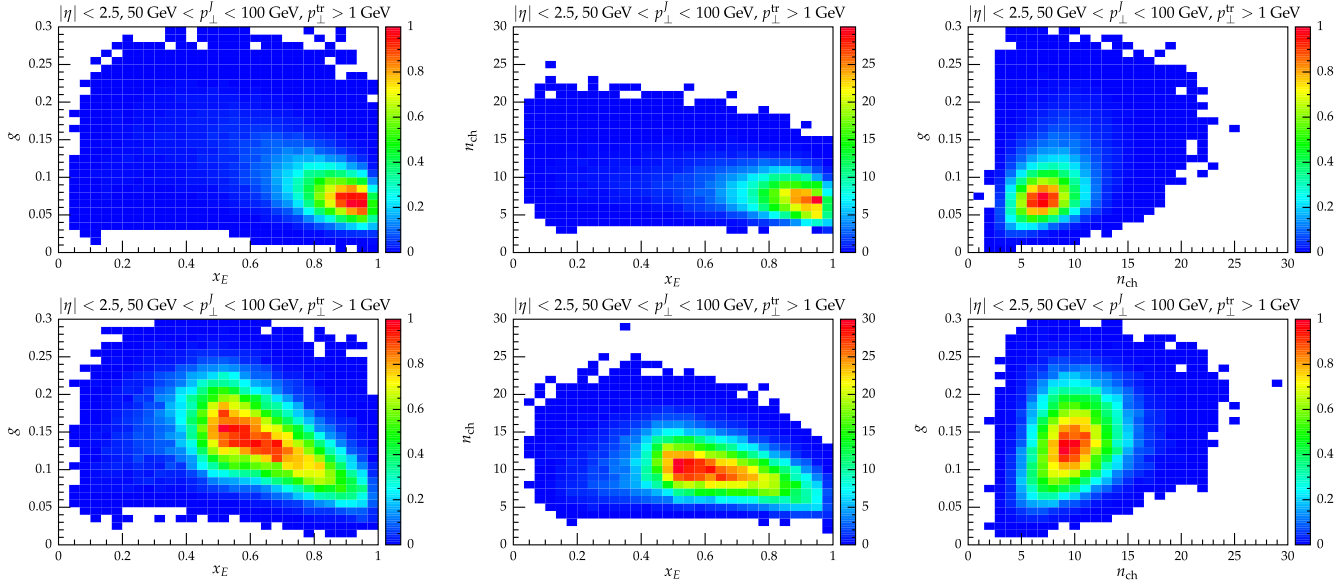 |η| < 2.5, 50 GeV < p⊥^J < 100 GeV, p⊥^tr > 1 GeV
|η| < 2.5, 50 GeV < p⊥^J < 100 GeV, p⊥^tr > 1 GeV
|η| < 2.5, 50 GeV < p⊥^J < 100 GeV, p⊥^tr > 1 GeV
0.3 1 30 30 0.3 1
0.25 25 25 0.25
0.8 0.8
0.2 20 20 0.2
0.6 0.6
g 0.15 n_ch 15 15 g 0.15
0.4 0.4
0.1 10 10 0.1
0.2 0.2
0.05 5 5 0.05
0 0 0 0 0 0
0 0.2 0.4 0.6 0.8 1 0 0.2 0.4 0.6 0.8 1 0 5 10 15 20 25 30
x_E x_E n_ch
|η| < 2.5, 50 GeV < p⊥^J < 100 GeV, p⊥^tr > 1 GeV
|η| < 2.5, 50 GeV < p⊥^J < 100 GeV, p⊥^tr > 1 GeV
|η| < 2.5, 50 GeV < p⊥^J < 100 GeV, p⊥^tr > 1 GeV
0.3 1 30 30 0.3 1
0.25 25 25 0.25
0.8 0.8
0.2 20 20 0.2
0.6 0.6
g 0.15 n_ch 15 15 g 0.15
0.4 0.4
0.1 10 10 0.1
0.2 0.2
0.05 5 5 0.05
0 0 0 0 0 0
0 0.2 0.4 0.6 0.8 1 0 0.2 0.4 0.6 0.8 1 0 5 10 15 20 25 30
x_E x_E n_ch